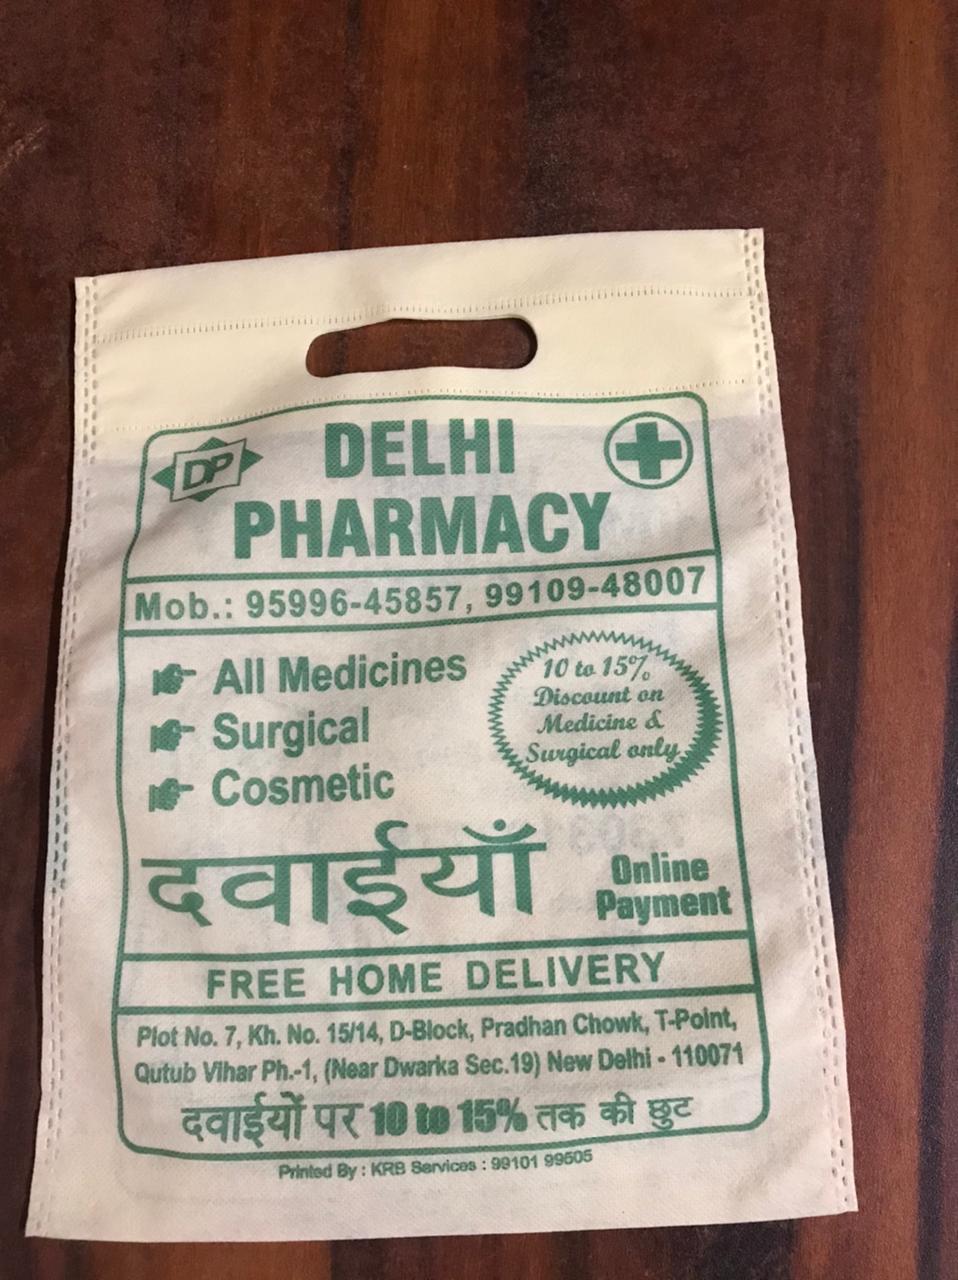 DP
DELHI
PHARMACY
Mob.: 95996-45857, 99109-48007
All Medicines
Surgical
Cosmetic
10 to 15%
Discount on
Medicine &
Surgical only
दवाईयाँ
Online
Payment
FREE HOME DELIVERY
Plot No. 7, Kh. No. 15/14, D-Block, Pradhan Chowk, T-Point,
Qutub Vihar Ph.-1, (Near Dwarka Sec.19) New Delhi - 110071
दवाईयों पर 10 to 15% तक की छुट
Printed By : KRB Services : 99101 99505